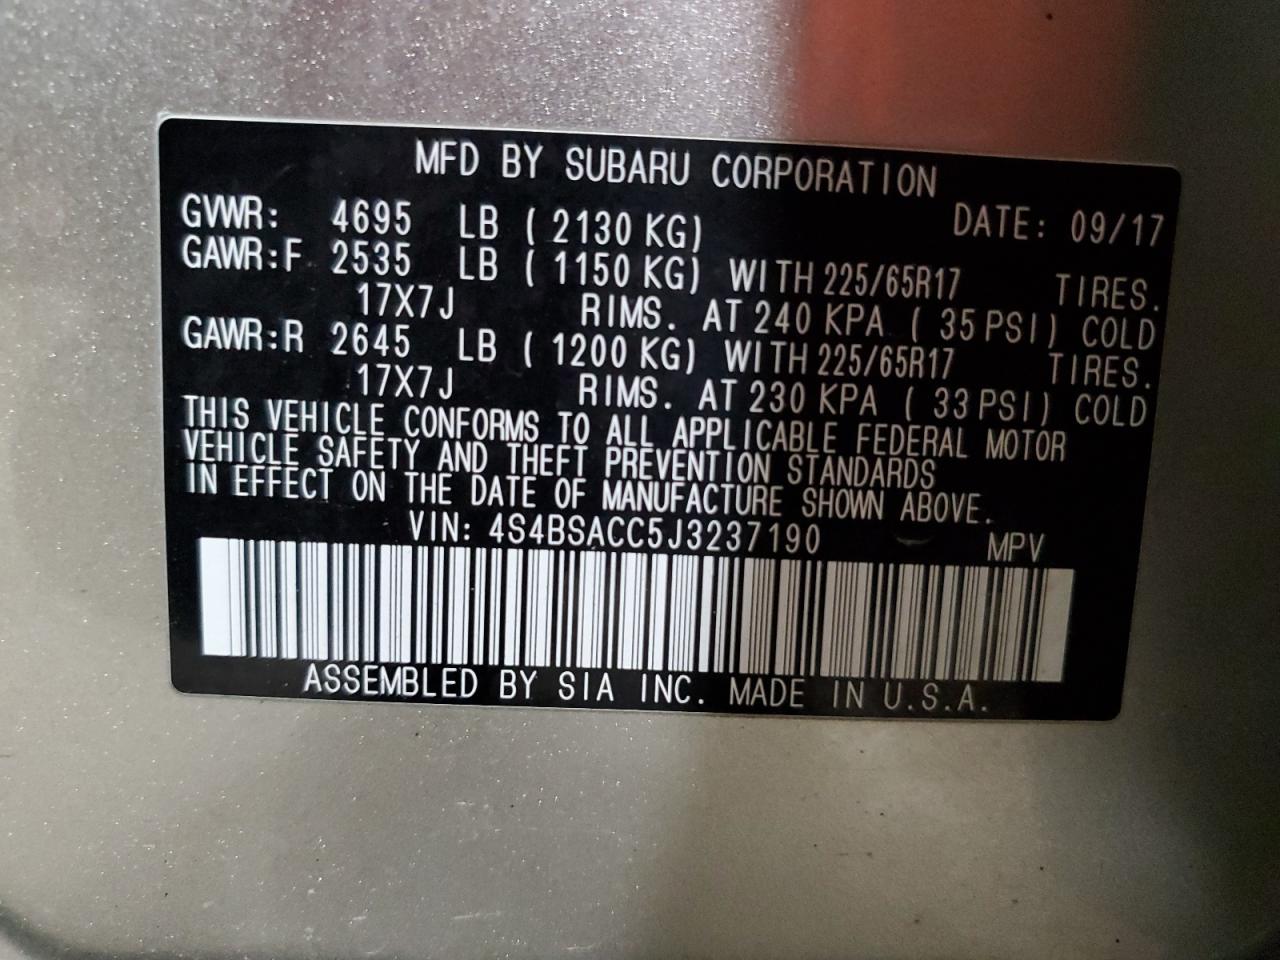 MFD BY SUBARU CORPORATION
GVWR: 4695 LB ( 2130 KG) DATE: 09/17
GAWR:F 2535 LB ( 1150 KG) WITH 225/65R17 TIRES.
17X7J RIMS. AT 240 KPA ( 35 PSI) COLD
GAWR:R 2645 LB ( 1200 KG) WITH 225/65R17 TIRES.
17X7J RIMS. AT 230 KPA ( 33 PSI) COLD
THIS VEHICLE CONFORMS TO ALL APPLICABLE FEDERAL MOTOR
VEHICLE SAFETY AND THEFT PREVENTION STANDARDS
IN EFFECT ON THE DATE OF MANUFACTURE SHOWN ABOVE.
VIN: 4S4BSACC5J3237190 MPV
ASSEMBLED BY SIA INC. MADE IN U.S.A.